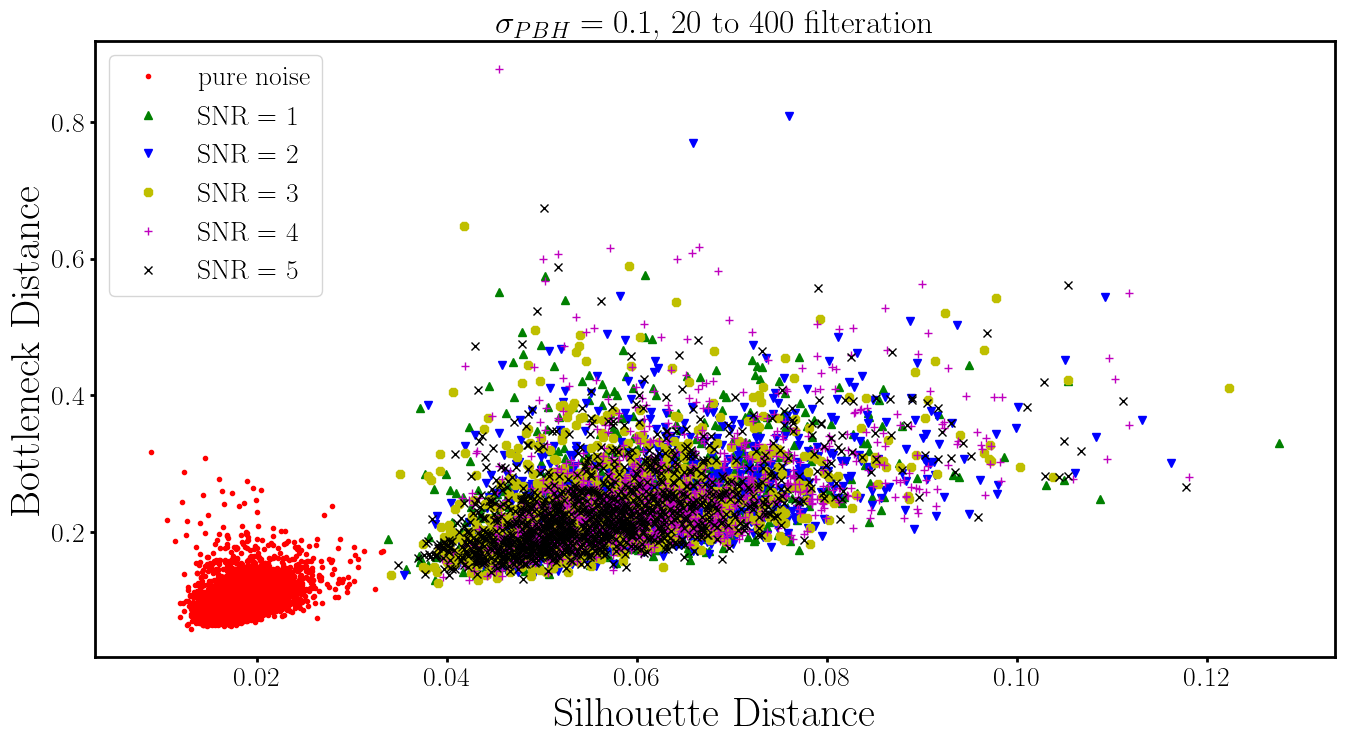 σ_PBH = 0.1, 20 to 400 filteration
pure noise
SNR = 1
SNR = 2
SNR = 3
SNR = 4
SNR = 5
Bottleneck Distance
0.8
0.6
0.4
0.2
0.02 0.04 0.06 0.08 0.10 0.12
Silhouette Distance